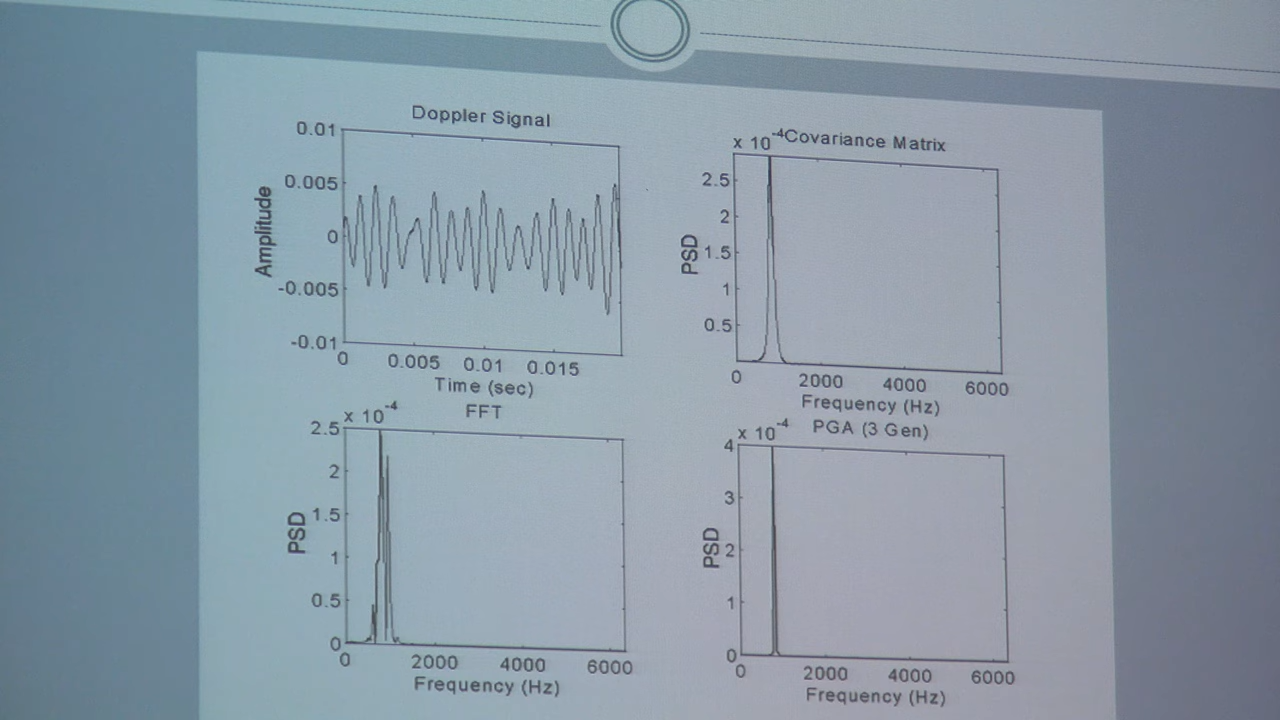 Doppler Signal
0.01
0.005
0
-0.005
-0.01
Amplitude
0 0.005 0.01 0.015
Time (sec)
x 10-4 Covariance Matrix
2.5
2
1.5
1
0.5
PSD
0 2000 4000 6000
Frequency (Hz)
x 10-4 FFT
2.5
2
1.5
1
0.5
0
PSD
0 2000 4000 6000
Frequency (Hz)
x 10-4 PGA (3 Gen)
4
3
2
1
0
PSD
0 2000 4000 6000
Frequency (Hz)